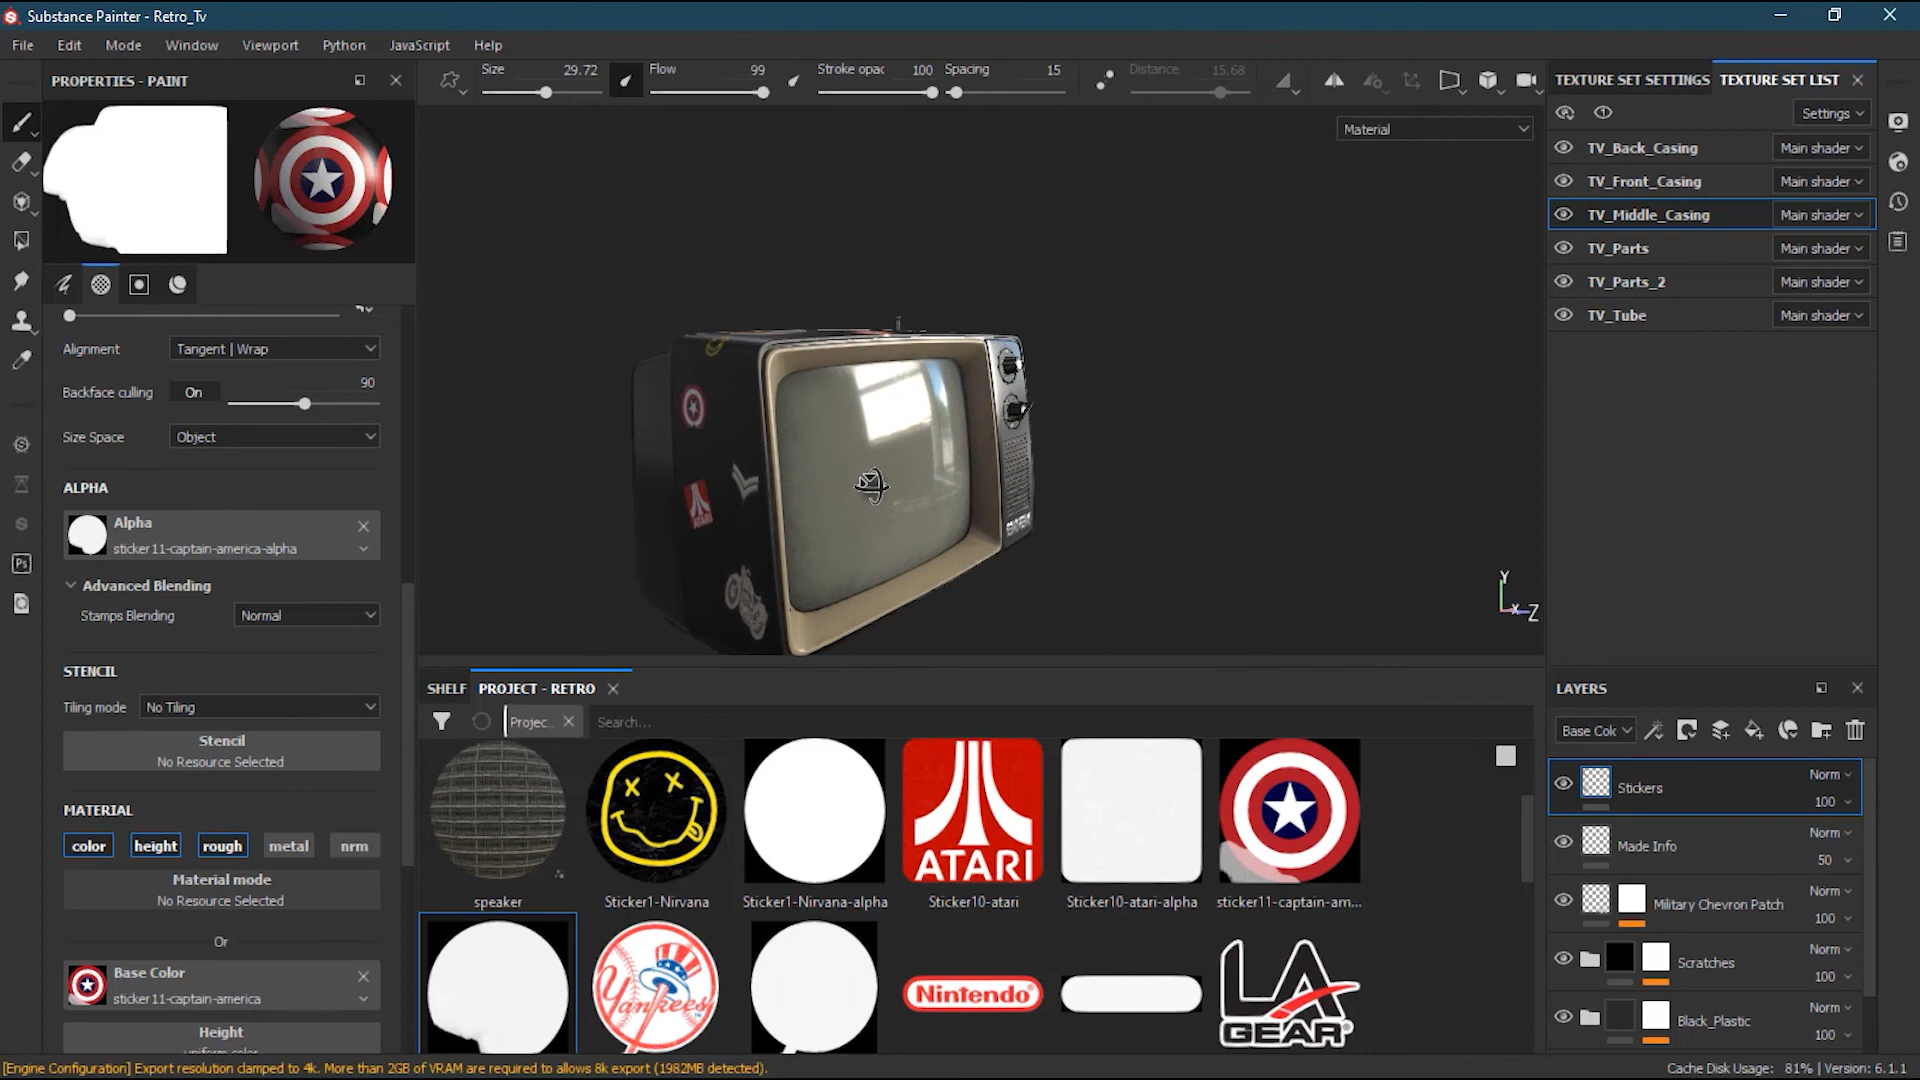 Substance Painter - Retro_Tv
File Edit Mode Window Viewport Python JavaScript Help
PROPERTIES - PAINT
Size 29.72 Flow 99 Stroke opac 100 Spacing 15 Distance 15.68
Material
TEXTURE SET SETTINGS TEXTURE SET LIST
Settings
TV_Back_Casing Main shader
TV_Front_Casing Main shader
TV_Middle_Casing Main shader
TV_Parts Main shader
TV_Parts_2 Main shader
TV_Tube Main shader
Alignment Tangent | Wrap
Backface culling On 90
Size Space Object
ALPHA
Alpha
sticker11-captain-america-alpha
Advanced Blending
Stamps Blending Normal
STENCIL
Tiling mode No Tiling
Stencil
No Resource Selected
MATERIAL
color height rough metal nrm
Material mode
No Resource Selected
Or
Base Color
sticker11-captain-america
Height
uniform color
Ps
Y
X
Z
SHELF PROJECT - RETRO
Projec... Search...
ATARI
speaker Sticker1-Nirvana Sticker1-Nirvana-alpha Sticker10-atari Sticker10-atari-alpha sticker11-captain-am...
Yankees
Nintendo
LA
GEAR
LAYERS
Base Col
Stickers Norm 100
Made Info Norm 50
Military Chevron Patch Norm 100
Scratches Norm 100
Black_Plastic Norm 100
[Engine Configuration] Export resolution clamped to 4k. More than 2GB of VRAM are required to allows 8k export (1982MB detected).
Cache Disk Usage: 81% | Version: 6.1.1